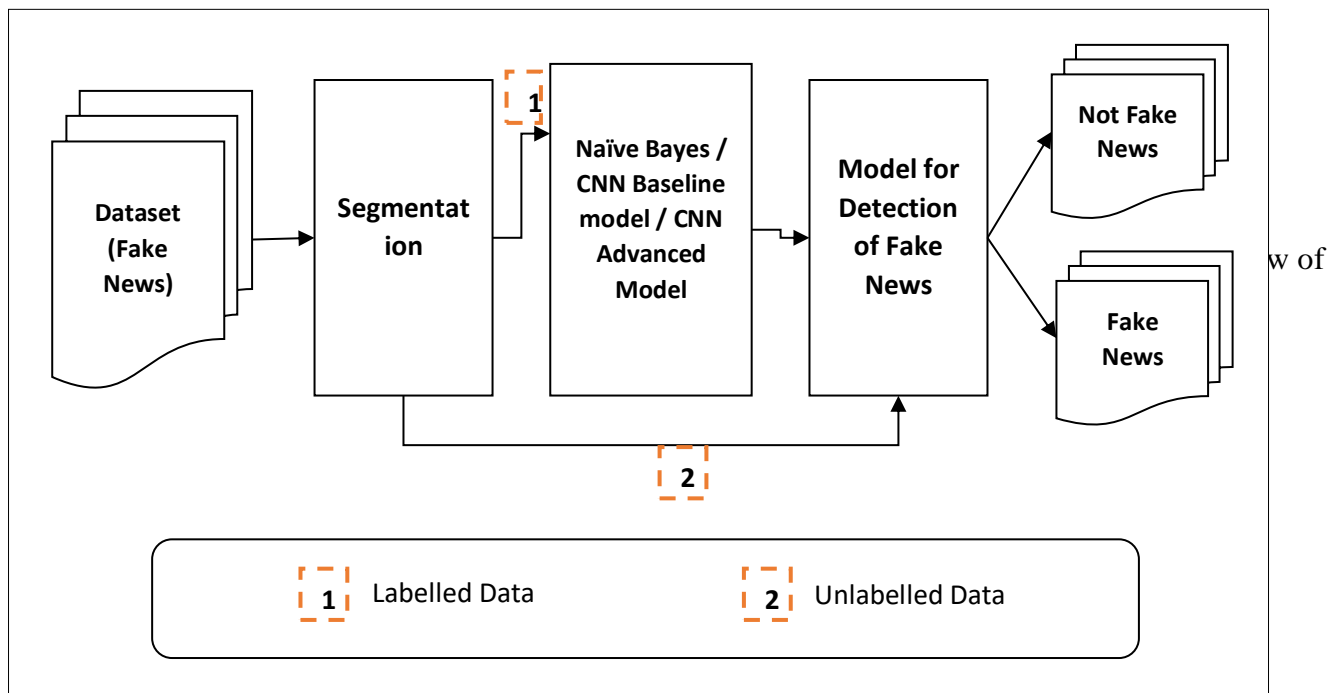 Dataset
(Fake
News)
Segmentat
ion
1
Naïve Bayes /
CNN Baseline
model / CNN
Advanced
Model
Model for
Detection
of Fake
News
Not Fake
News
Fake
News
w of
2
1 Labelled Data
2 Unlabelled Data